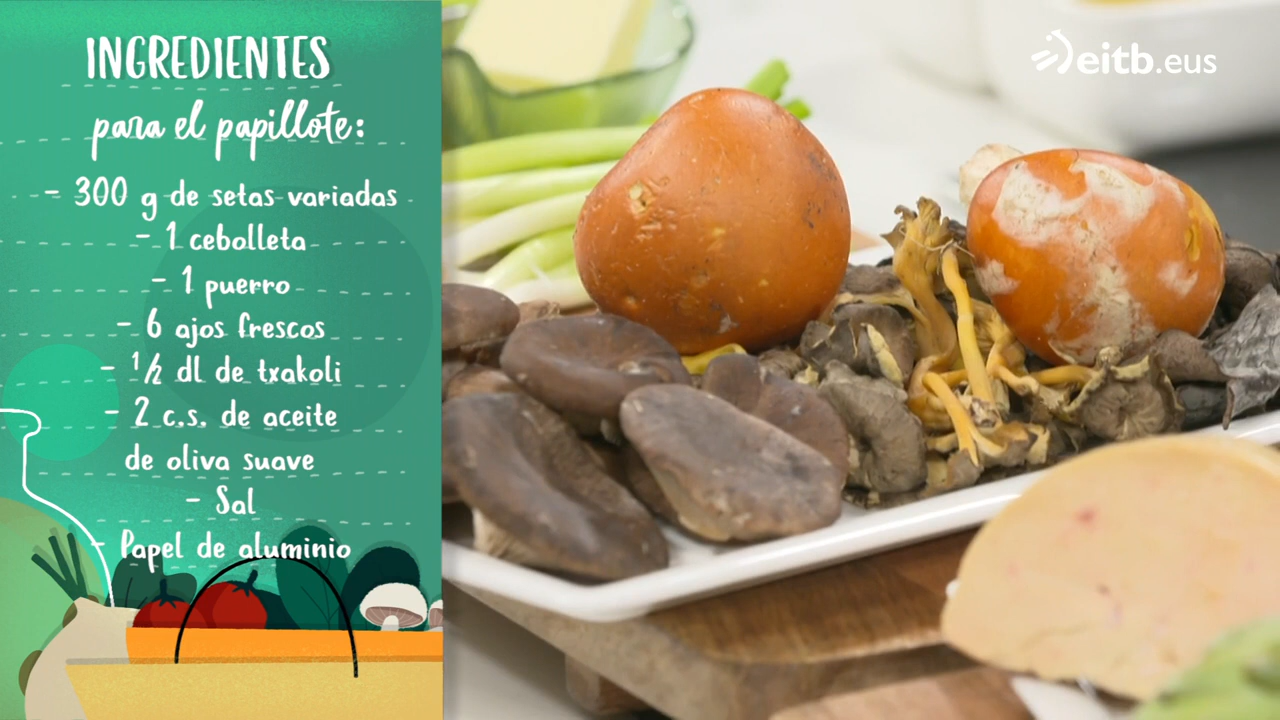 INGREDIENTES
para el papillote:
- 300 g de setas variadas
- 1 cebolleta
- 1 puerro
- 6 ajos frescos
- ½ dl de txakoli
- 2 c.s. de aceite
de oliva suave
- Sal
- Papel de aluminio
eitb.eus